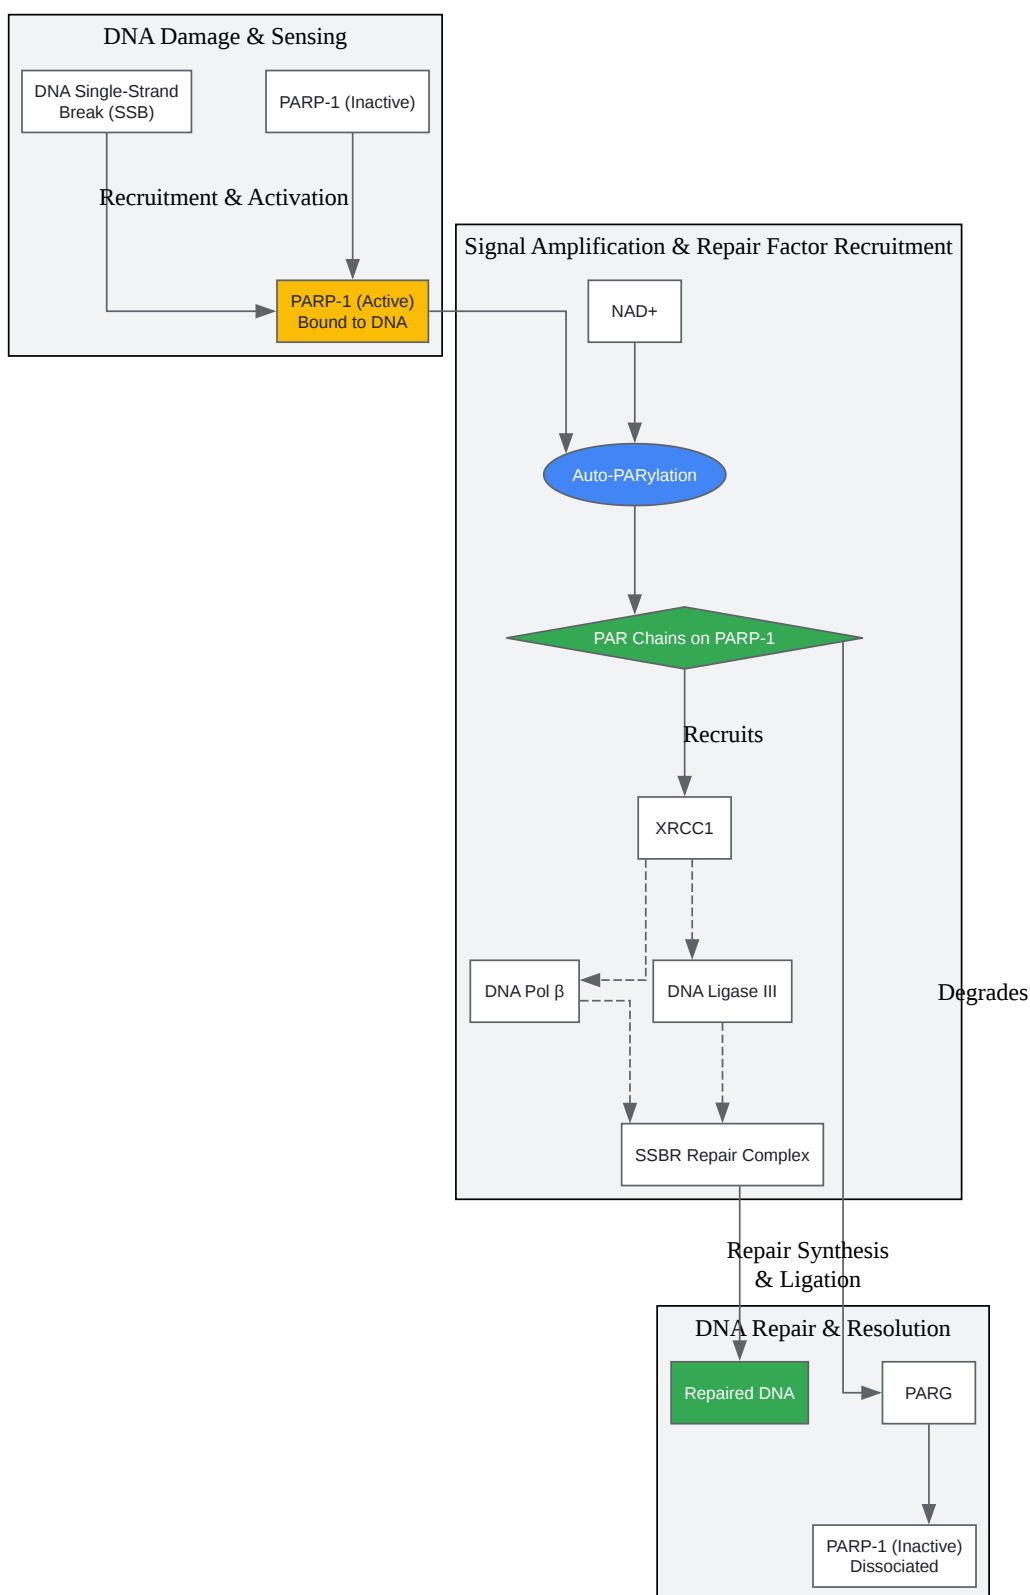 DNA Damage & Sensing
DNA Single-Strand
Break (SSB)
PARP-1 (Inactive)
Recruitment & Activation
PARP-1 (Active)
Bound to DNA
Signal Amplification & Repair Factor Recruitment
NAD+
Auto-PARylation
PAR Chains on PARP-1
Recruits
XRCC1
DNA Pol β
DNA Ligase III
Degrades
SSBR Repair Complex
Repair Synthesis
& Ligation
DNA Repair & Resolution
Repaired DNA
PARG
PARP-1 (Inactive)
Dissociated